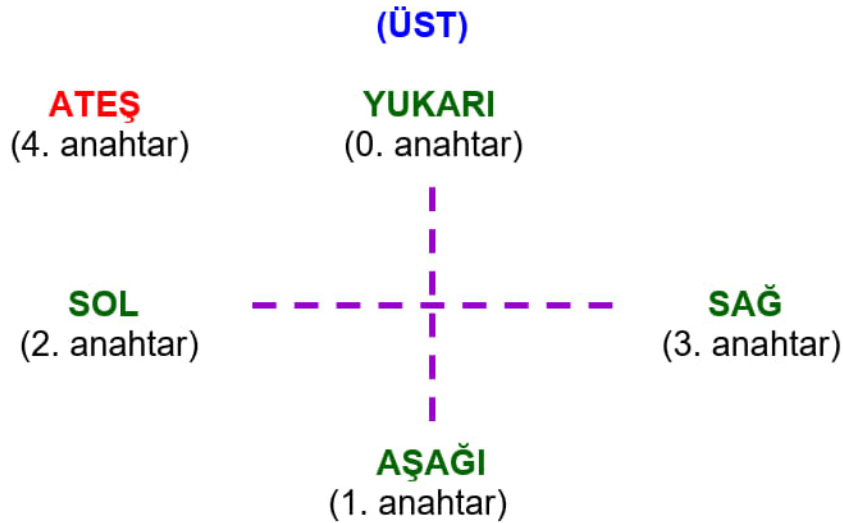 (ÜST)
ATEŞ
(4. anahtar)
YUKARI
(0. anahtar)
SOL
(2. anahtar)
SAĞ
(3. anahtar)
AŞAĞI
(1. anahtar)